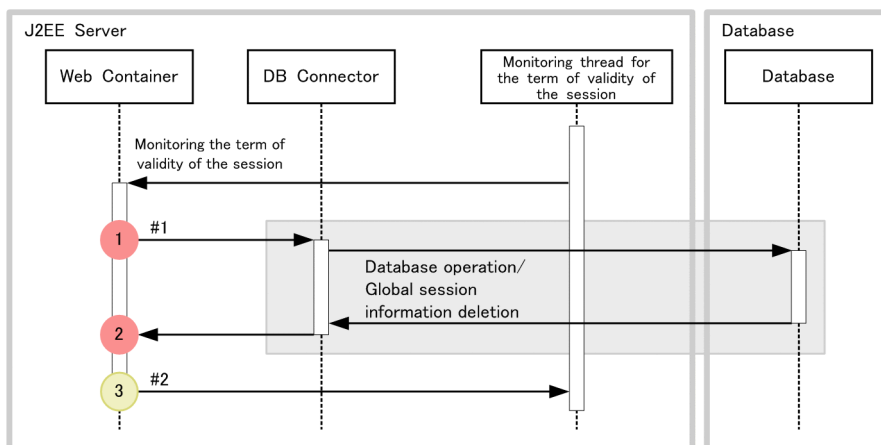 J2EE Server
Database
Web Container
DB Connector
Monitoring thread for
the term of validity of
the session
Database
Monitoring the term of
validity of the session
1
#1
Database operation/
Global session
information deletion
2
3
#2